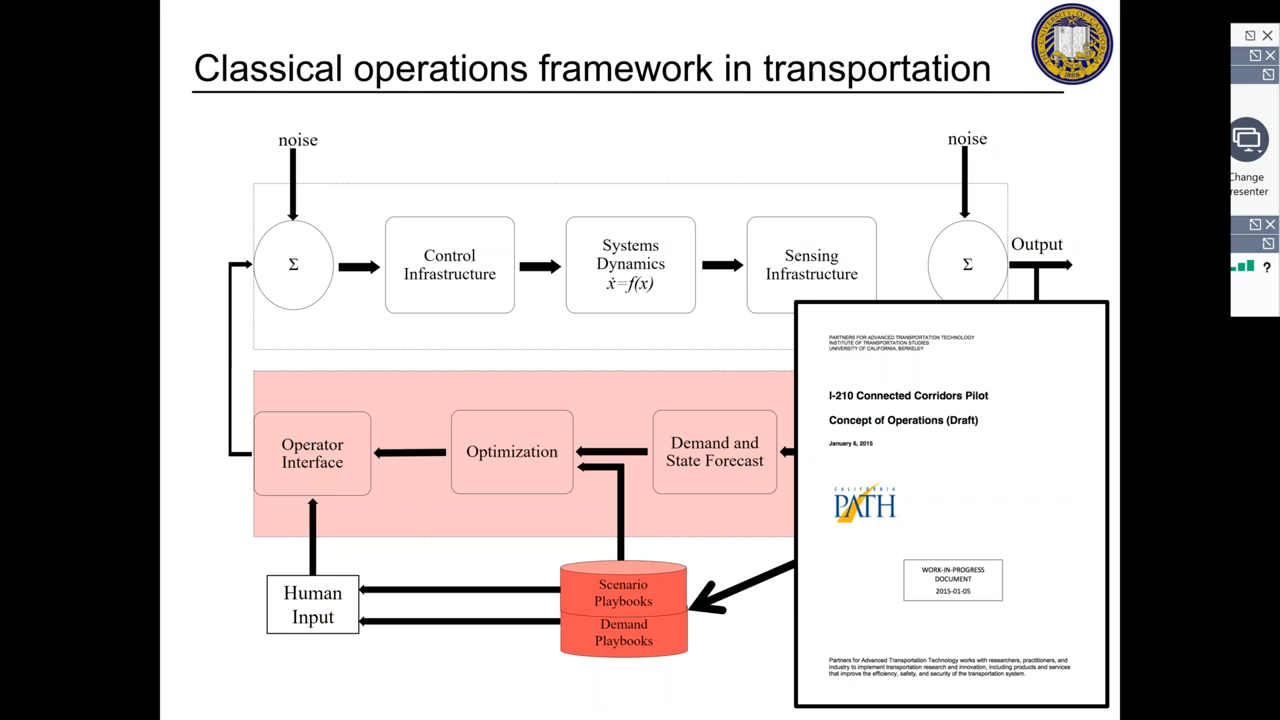 Classical operations framework in transportation
noise
noise
Σ
Control
Infrastructure
Systems
Dynamics
ẋ=f(x)
Sensing
Infrastructure
Σ
Output
Operator
Interface
Optimization
Demand and
State Forecast
Human
Input
Scenario
Playbooks
Demand
Playbooks
PARTNERS FOR ADVANCED TRANSPORTATION TECHNOLOGY
INSTITUTE OF TRANSPORTATION STUDIES
UNIVERSITY OF CALIFORNIA, BERKELEY
I-210 Connected Corridors Pilot
Concept of Operations (Draft)
January 6, 2015
CALIFORNIA
PATH
WORK-IN-PROGRESS
DOCUMENT
2015-01-05
Partners for Advanced Transportation Technology works with researchers, practitioners, and
industry to implement transportation research and innovation, including products and services
that improve the efficiency, safety, and security of the transportation system.
Change
resenter
?